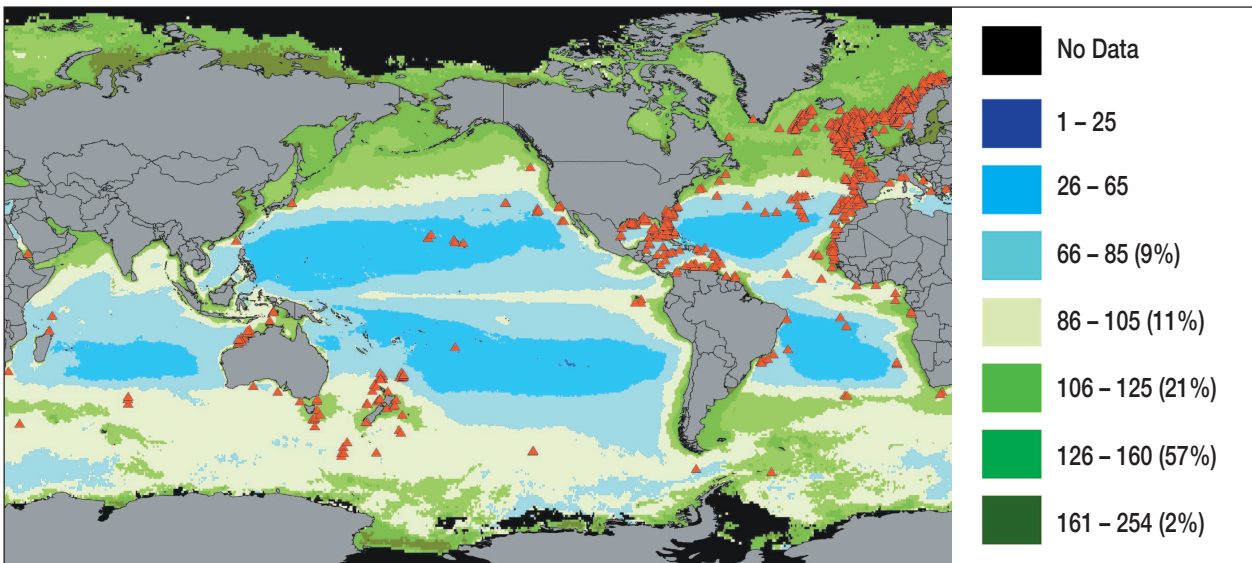 No Data
1 – 25
26 – 65
66 – 85 (9%)
86 – 105 (11%)
106 – 125 (21%)
126 – 160 (57%)
161 – 254 (2%)